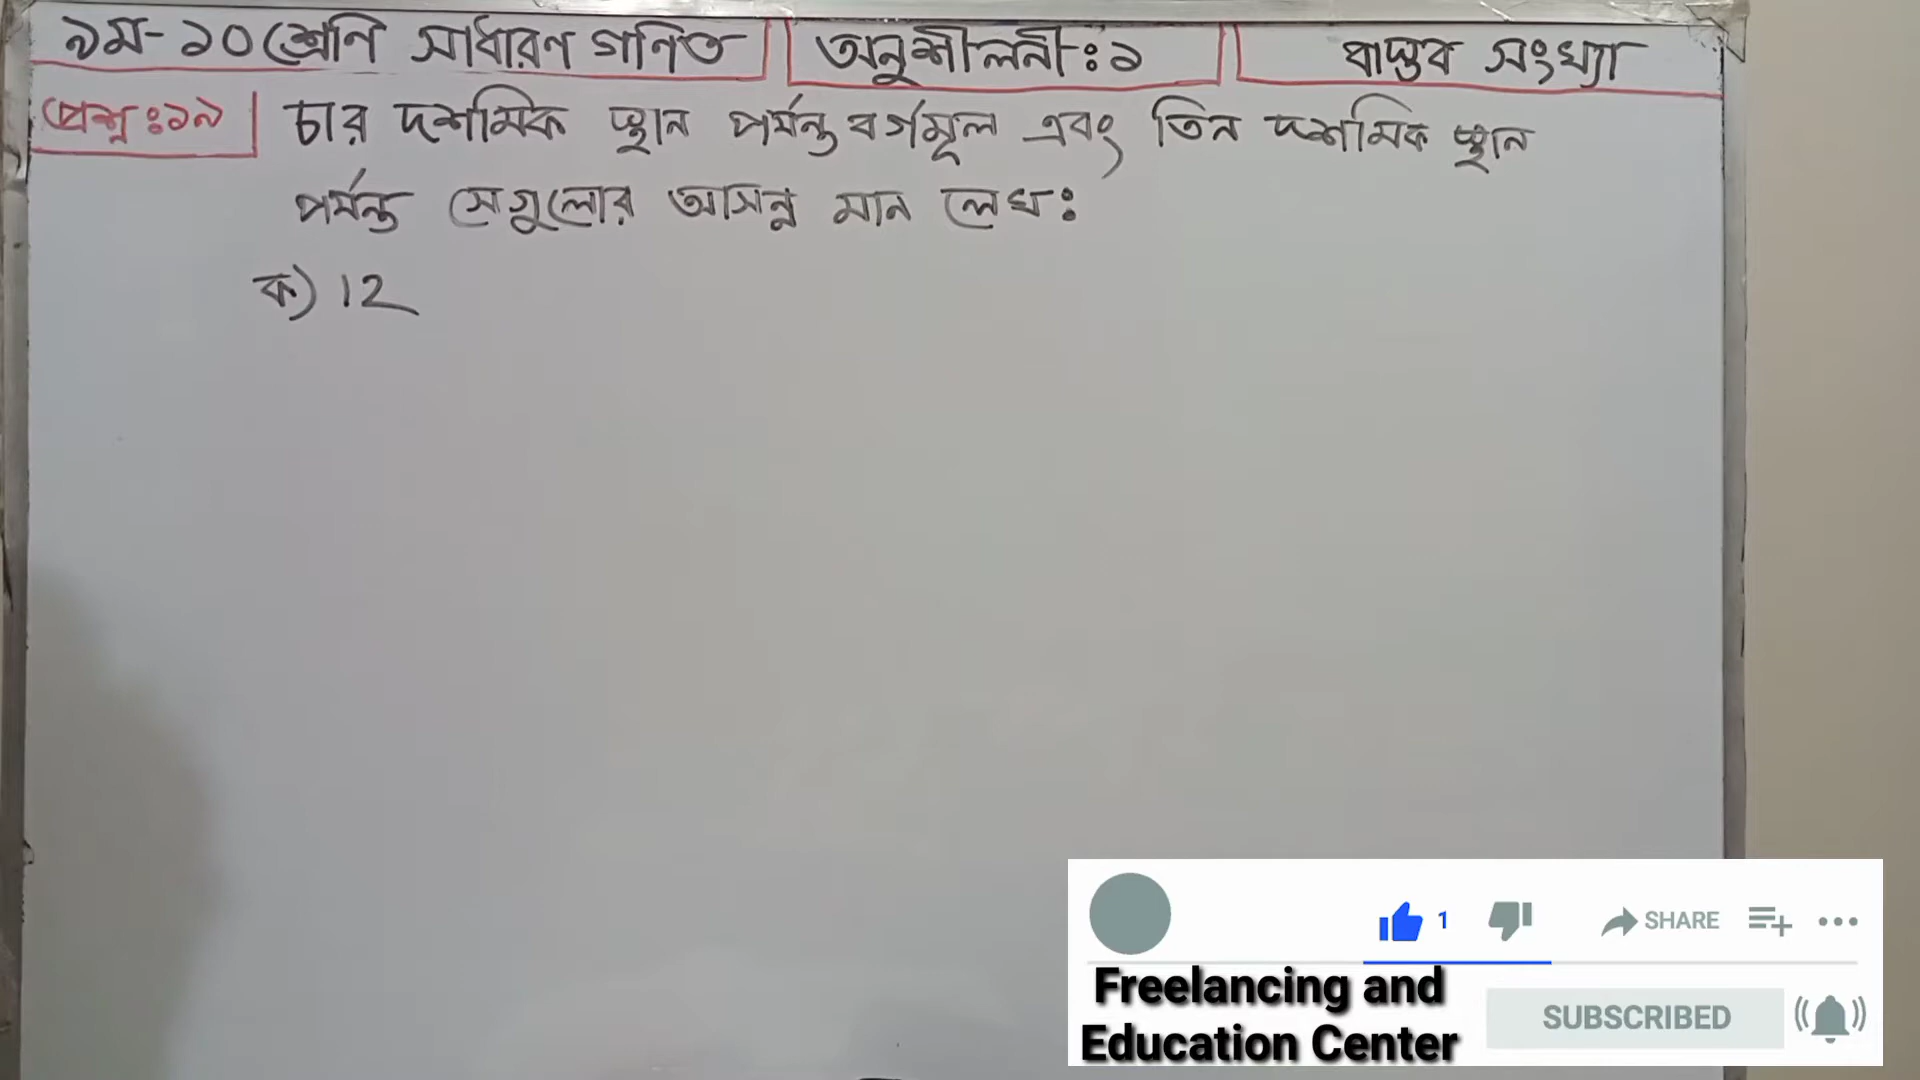 ৯ম-১০ শ্রেণি সাধারণ গণিত
অনুশীলনী: ১
বাস্তব সংখ্যা
প্রশ্ন: ১৯
চার দশমিক স্থান পর্যন্ত বর্গমূল এবং তিন দশমিক স্থান
পর্যন্ত সেগুলোর আসন্ন মান লেখ:
ক) 12
1
SHARE
Freelancing and
Education Center
SUBSCRIBED